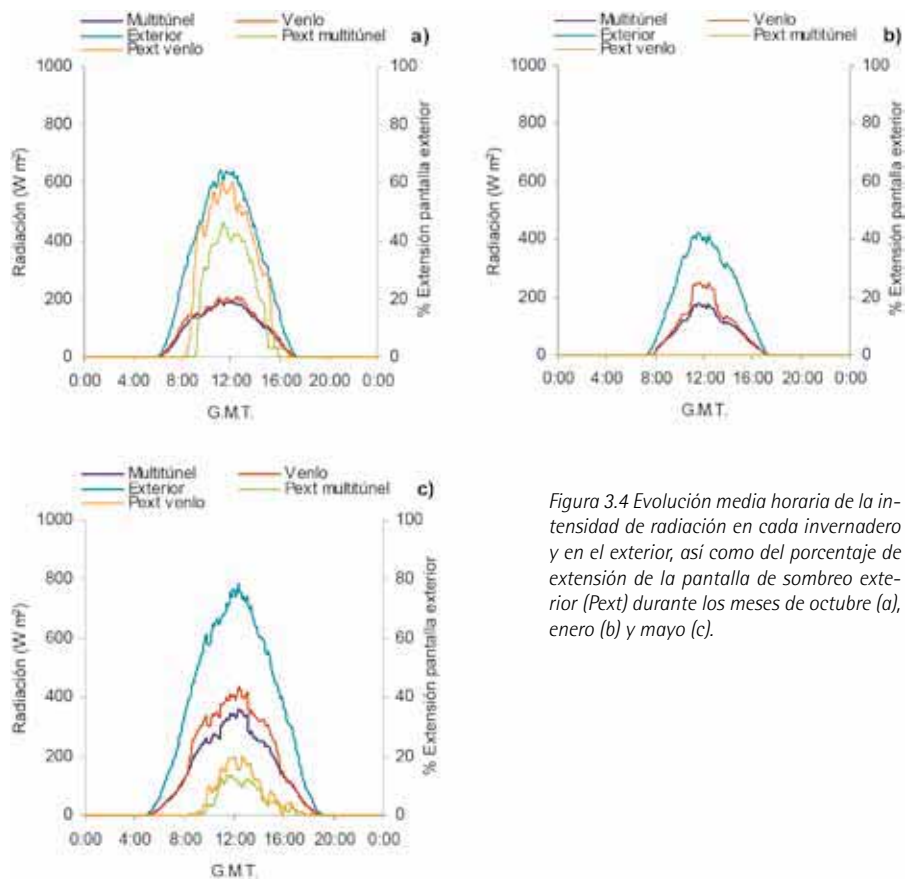 Multitúnel Venlo
Exterior Pext multitúnel
Pext venlo
a)
1000 100
800 80
600 60
400 40
200 20
0 0
Radiación (W m²)
% Extensión pantalla exterior
0:00 4:00 8:00 12:00 16:00 20:00 0:00
G.M.T.
Multitúnel Venlo
Exterior Pext multitúnel
Pext venlo
b)
1000 100
800 80
600 60
400 40
200 20
0 0
Radiación (W m²)
% Extensión pantalla exterior
0:00 4:00 8:00 12:00 16:00 20:00 0:00
G.M.T.
Multitúnel Venlo
Exterior Pext multitúnel
Pext venlo
c)
1000 100
800 80
600 60
400 40
200 20
0 0
Radiación (W m²)
% Extensión pantalla exterior
0:00 4:00 8:00 12:00 16:00 20:00 0:00
G.M.T.
Figura 3.4 Evolución media horaria de la in-
tensidad de radiación en cada invernadero
y en el exterior, así como del porcentaje de
extensión de la pantalla de sombreo exte-
rior (Pext) durante los meses de octubre (a),
enero (b) y mayo (c).